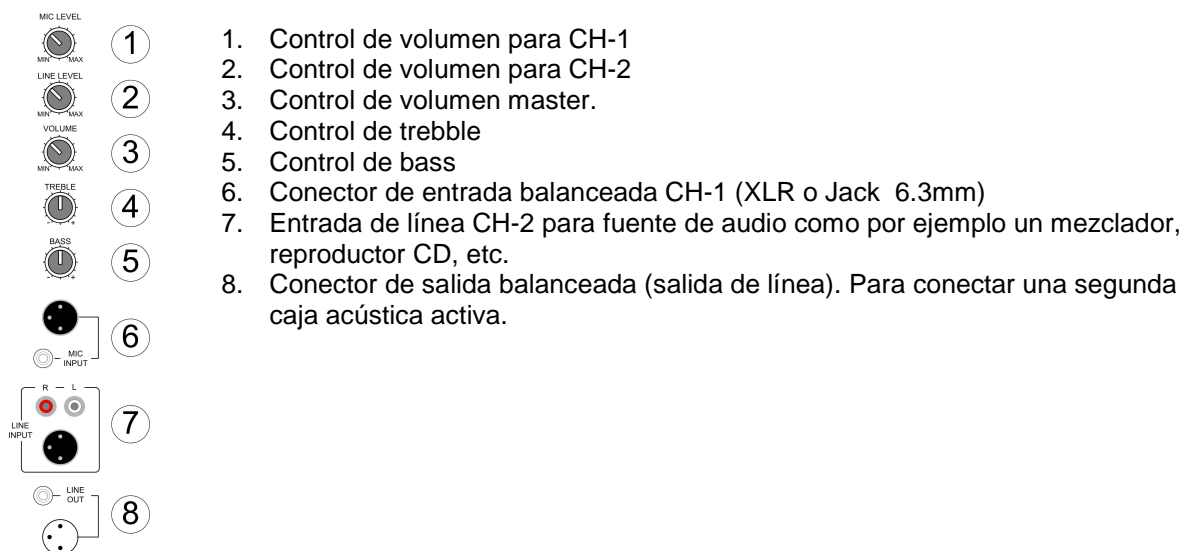 MIC LEVEL
MIN MAX
1
LINE LEVEL
MIN MAX
2
VOLUME
MIN MAX
3
TREBLE
- +
4
BASS
- +
5
6
MIC
INPUT
R L
LINE
INPUT
7
LINE
OUT
8
1. Control de volumen para CH-1
2. Control de volumen para CH-2
3. Control de volumen master.
4. Control de trebble
5. Control de bass
6. Conector de entrada balanceada CH-1 (XLR o Jack 6.3mm)
7. Entrada de línea CH-2 para fuente de audio como por ejemplo un mezclador,
reproductor CD, etc.
8. Conector de salida balanceada (salida de línea). Para conectar una segunda
caja acústica activa.